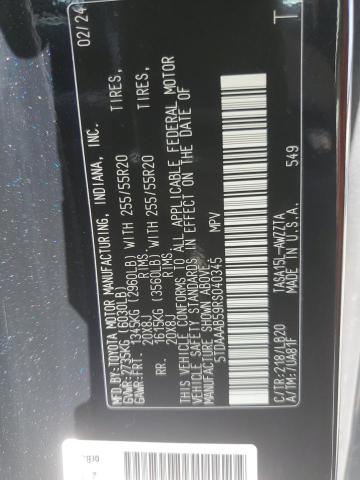 MFD. BY:
TOYOTA MOTOR MANUFACTURING, INDIANA, INC. 02/24
GVWR:2735KG (6030LB)
GAWR:FRT. 1345KG (2960LB) WITH 255/55R20 TIRES,
20X8J RIMS
RR. 1615KG (3560LB) WITH 255/55R20 TIRES,
20X8J RIMS
THIS VEHICLE CONFORMS TO ALL APPLICABLE FEDERAL MOTOR
VEHICLE SAFETY STANDARDS IN EFFECT ON THE DATE OF
MANUFACTURE SHOWN ABOVE.
5TDAAAB59RS040345 MPV
C/TR:218/LB20 TASA15L-AWZZTA
A/TM:/UA81F MADE IN U.S.A. 549
T